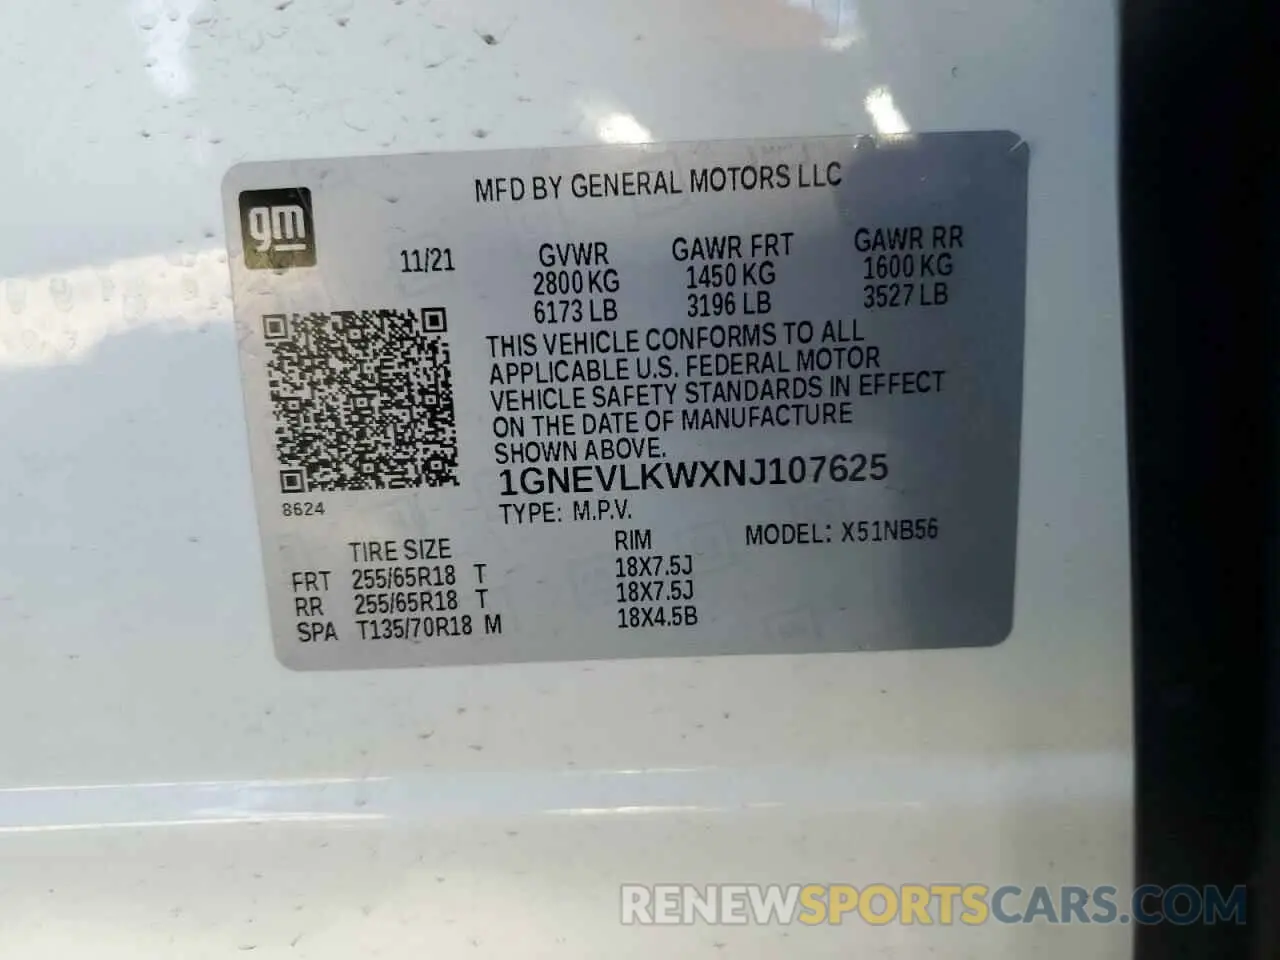 MFD BY GENERAL MOTORS LLC
gm
11/21
GVWR GAWR FRT GAWR RR
2800 KG 1450 KG 1600 KG
6173 LB 3196 LB 3527 LB
THIS VEHICLE CONFORMS TO ALL
APPLICABLE U.S. FEDERAL MOTOR
VEHICLE SAFETY STANDARDS IN EFFECT
ON THE DATE OF MANUFACTURE
SHOWN ABOVE.
1GNEVLKWXNJ107625
8624
TYPE: M.P.V.
TIRE SIZE RIM MODEL: X51NB56
FRT 255/65R18 T 18X7.5J
RR 255/65R18 T 18X7.5J
SPA T135/70R18 M 18X4.5B
RENEWSPORTSCARS.COM